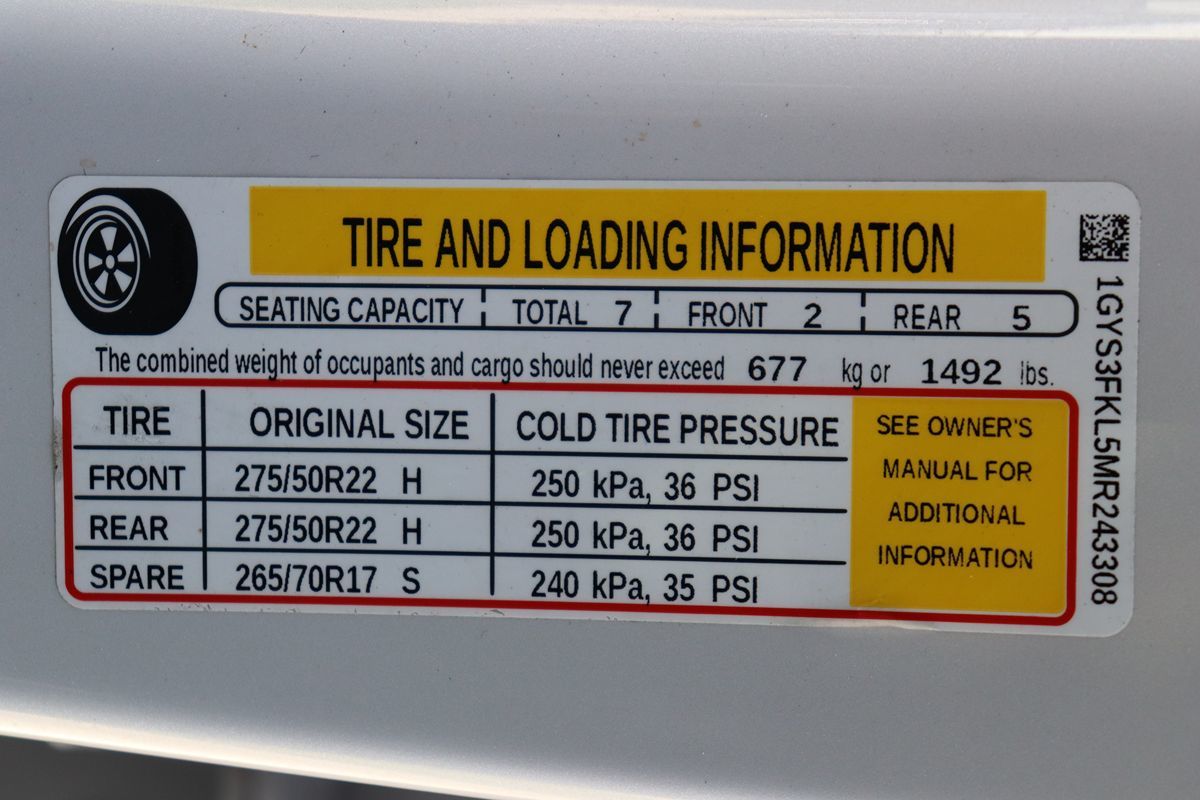 TIRE AND LOADING INFORMATION
SEATING CAPACITY TOTAL 7 FRONT 2 REAR 5
The combined weight of occupants and cargo should never exceed 677 kg or 1492 lbs.
TIRE ORIGINAL SIZE COLD TIRE PRESSURE
FRONT 275/50R22 H 250 kPa, 36 PSI
REAR 275/50R22 H 250 kPa, 36 PSI
SPARE 265/70R17 S 240 kPa, 35 PSI
SEE OWNER'S
MANUAL FOR
ADDITIONAL
INFORMATION
1GYS3FKL5MR243308